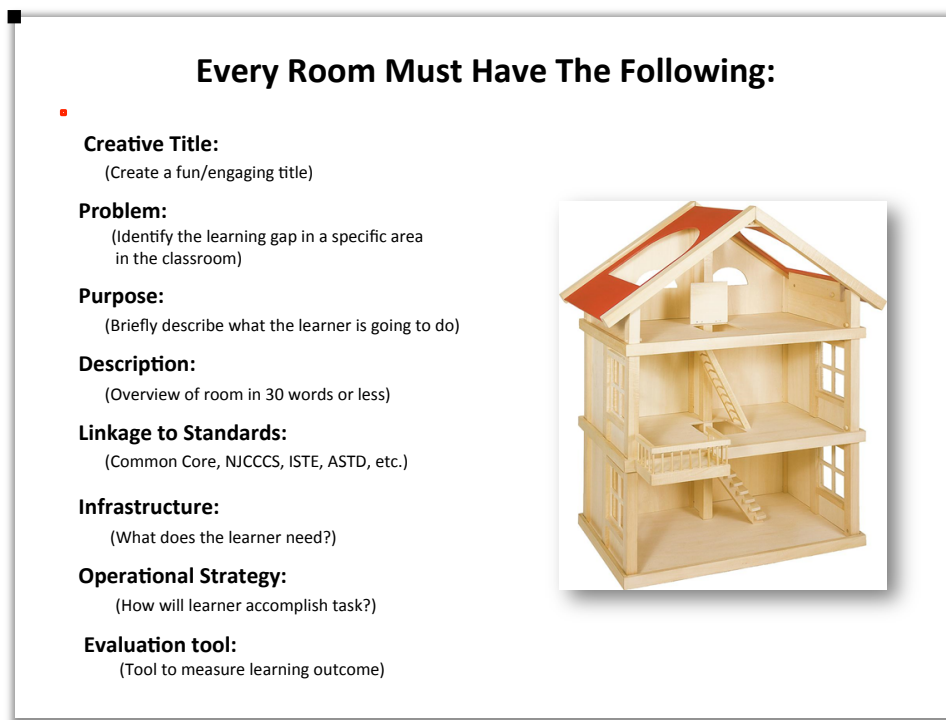 Every Room Must Have The Following:
Creative Title:
(Create a fun/engaging title)
Problem:
(Identify the learning gap in a specific area
in the classroom)
Purpose:
(Briefly describe what the learner is going to do)
Description:
(Overview of room in 30 words or less)
Linkage to Standards:
(Common Core, NJCCCS, ISTE, ASTD, etc.)
Infrastructure:
(What does the learner need?)
Operational Strategy:
(How will learner accomplish task?)
Evaluation tool:
(Tool to measure learning outcome)